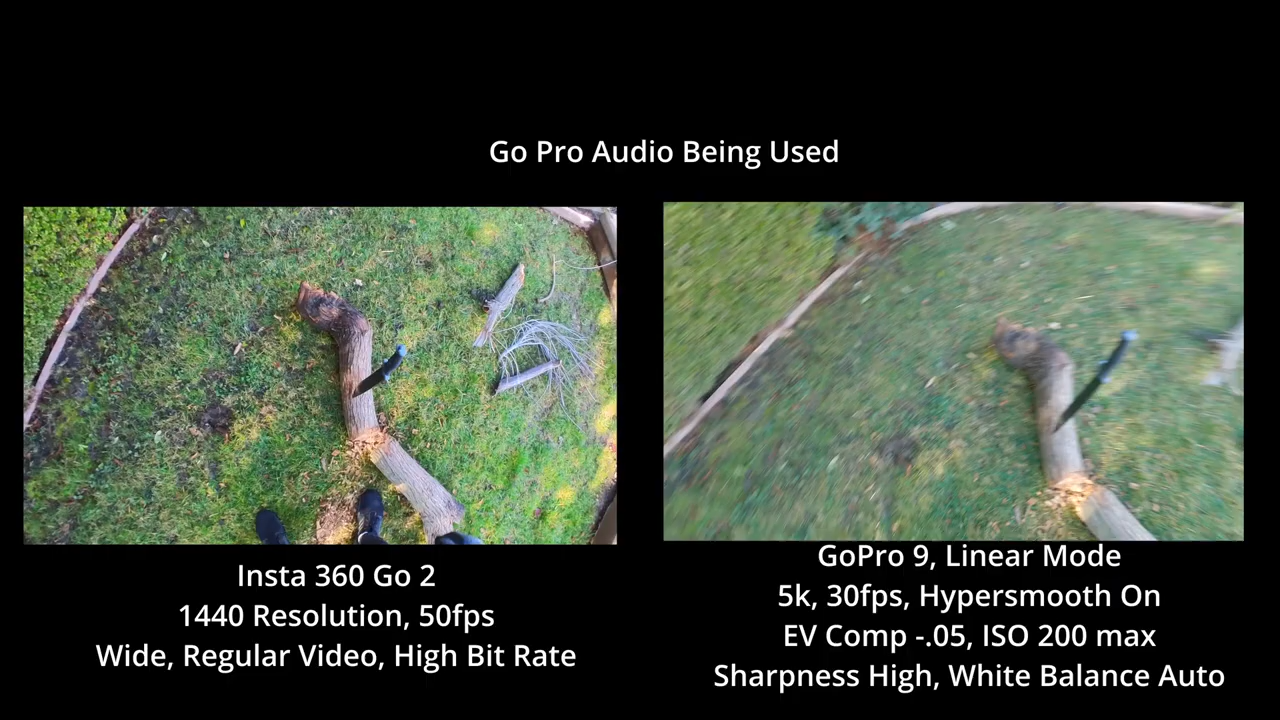 Go Pro Audio Being Used
Insta 360 Go 2
1440 Resolution, 50fps
Wide, Regular Video, High Bit Rate
GoPro 9, Linear Mode
5k, 30fps, Hypersmooth On
EV Comp -.05, ISO 200 max
Sharpness High, White Balance Auto